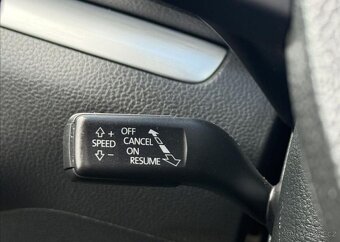 +
SPEED
-
OFF
CANCEL
ON
RESUME